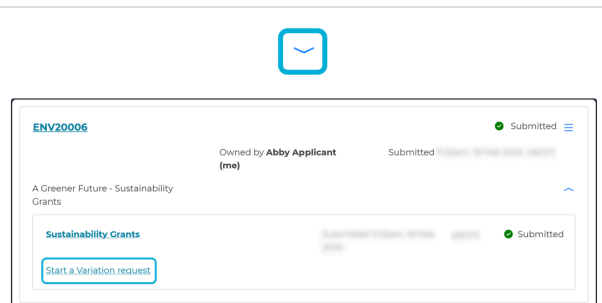 ENV20006
Submitted
Owned by Abby Applicant
(me)
Submitted
A Greener Future - Sustainability
Grants
Sustainability Grants
Submitted
Start a Variation request